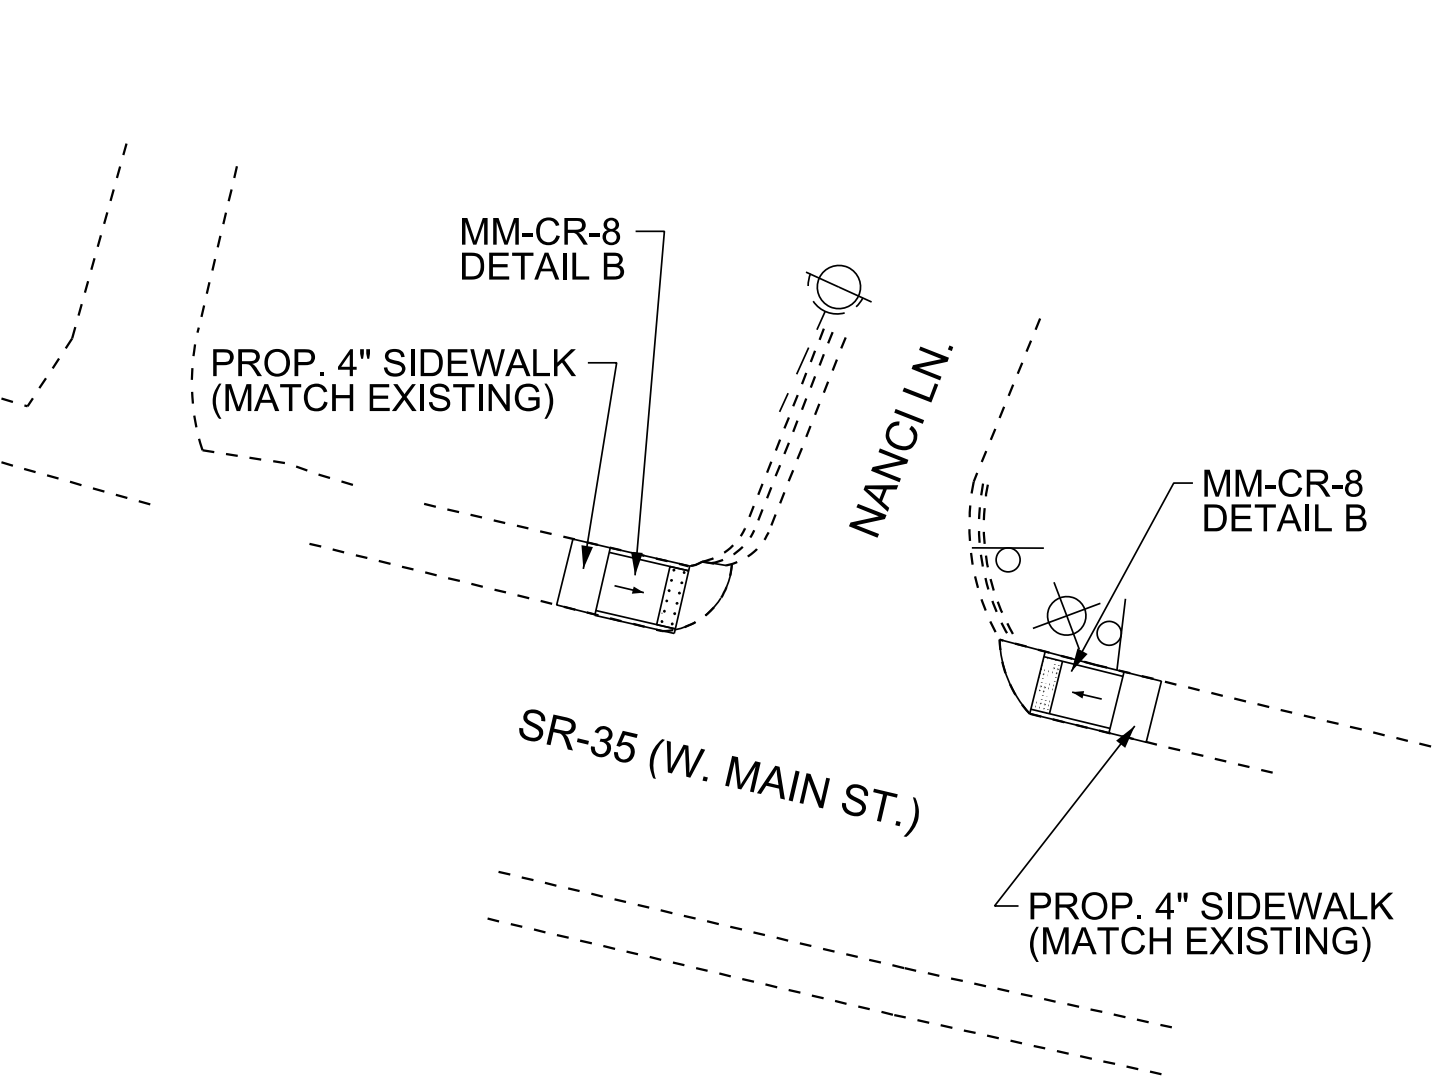 MM-CR-8
DETAIL B
PROP. 4" SIDEWALK
(MATCH EXISTING)
NANCI LN.
MM-CR-8
DETAIL B
SR-35 (W. MAIN ST.)
PROP. 4" SIDEWALK
(MATCH EXISTING)